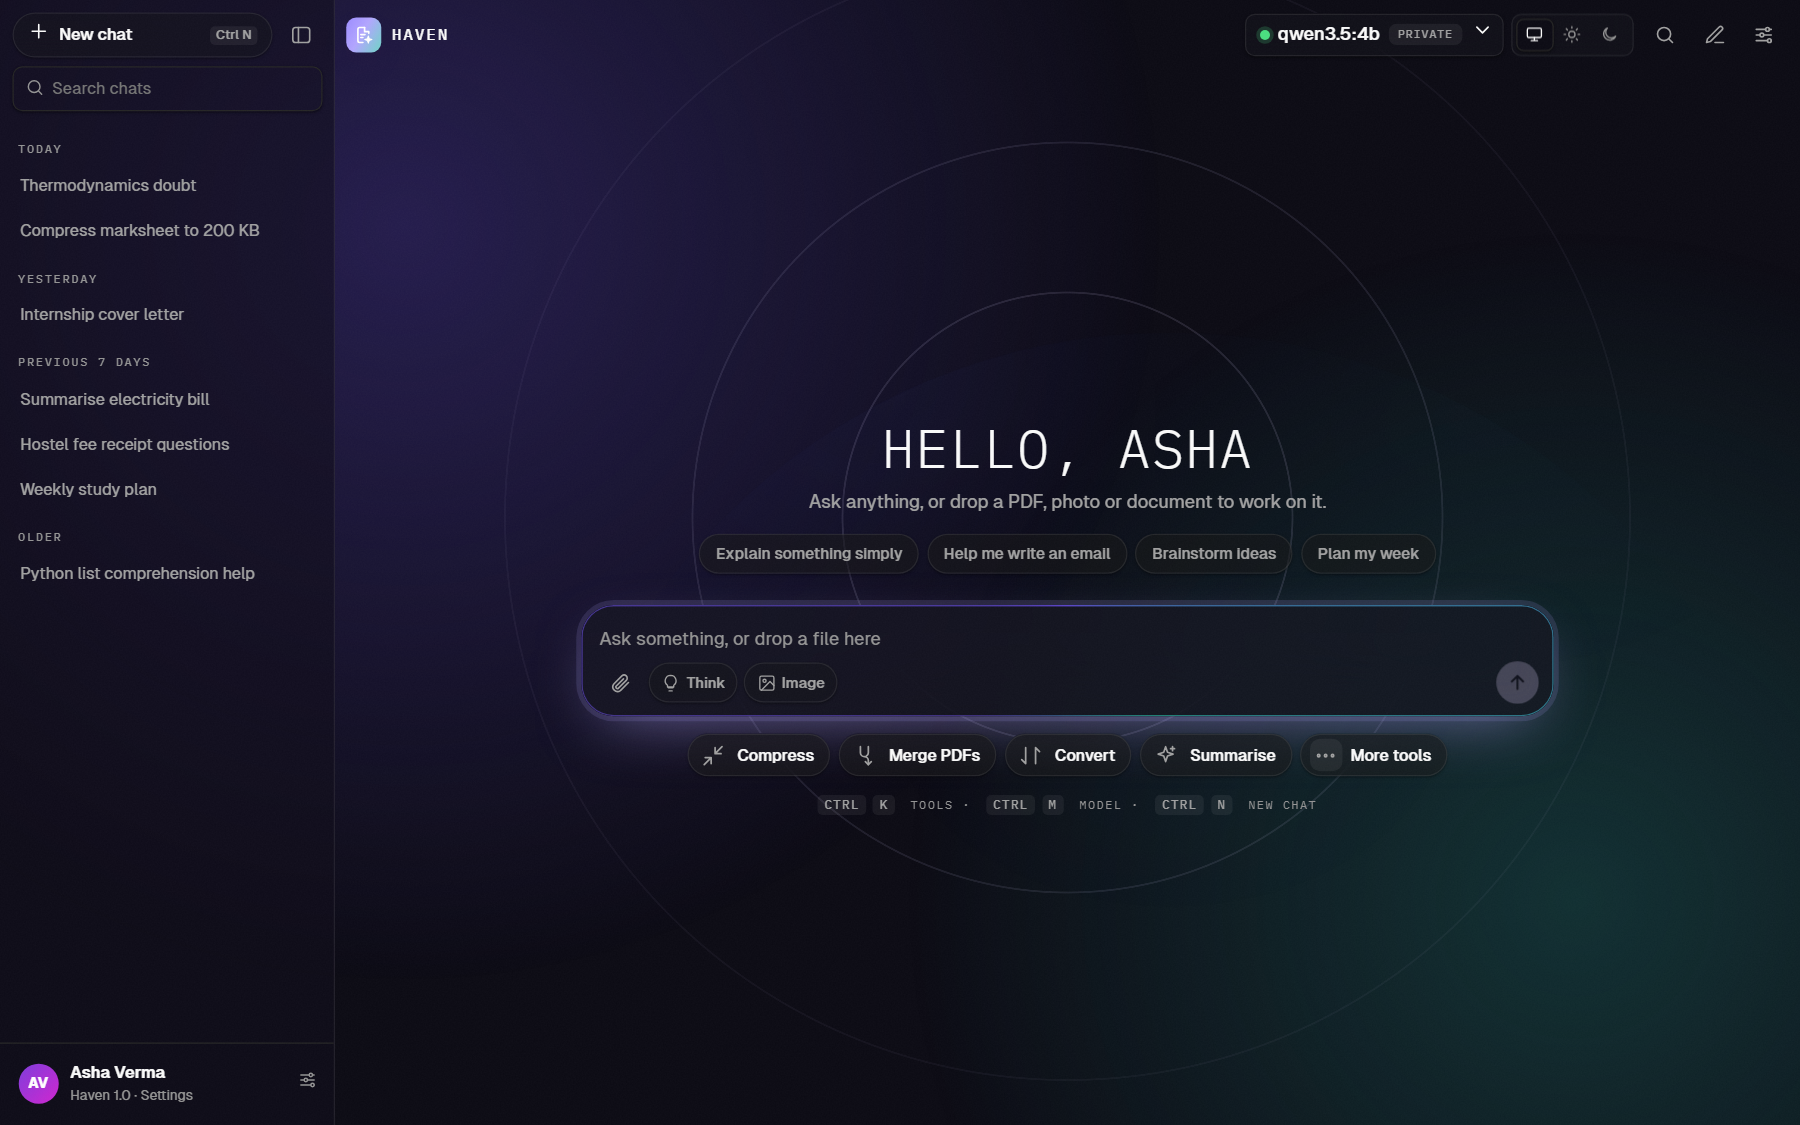 New chat
Ctrl N
HAVEN
qwen3.5:4b
PRIVATE
Search chats
TODAY
Thermodynamics doubt
Compress marksheet to 200 KB
YESTERDAY
Internship cover letter
PREVIOUS 7 DAYS
Summarise electricity bill
Hostel fee receipt questions
Weekly study plan
OLDER
Python list comprehension help
HELLO, ASHA
Ask anything, or drop a PDF, photo or document to work on it.
Explain something simply
Help me write an email
Brainstorm ideas
Plan my week
Ask something, or drop a file here
Think
Image
Compress
Merge PDFs
Convert
Summarise
More tools
CTRL K TOOLS · CTRL M MODEL · CTRL N NEW CHAT
AV
Asha Verma
Haven 1.0 · Settings